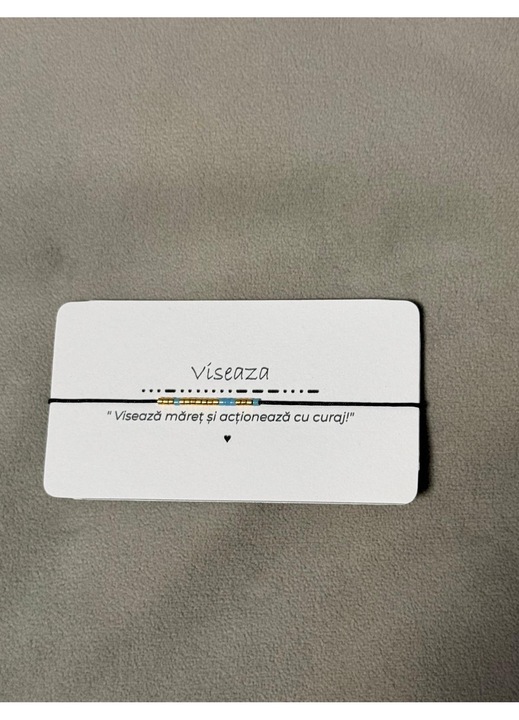 Viseaza
" Visează măreț și acționează cu curaj!"
♥